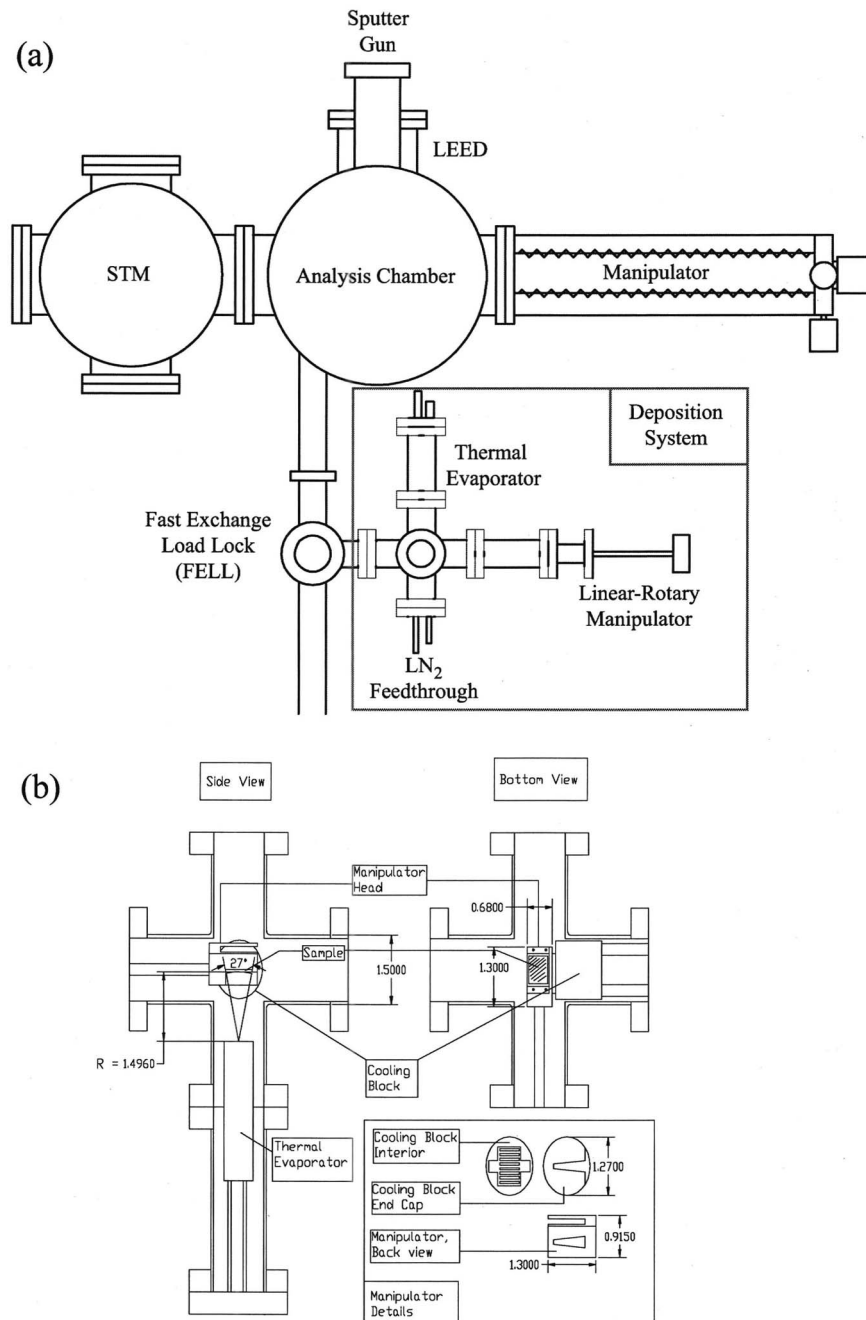 (a)
Sputter
Gun
LEED
STM
Analysis Chamber
Manipulator
Deposition
System
Thermal
Evaporator
Fast Exchange
Load Lock
(FELL)
Linear-Rotary
Manipulator
LN2
Feedthrough
(b)
Side View
Bottom View
Manipulator
Head
0.6800
27°
Sample
1.5000
1.3000
R = 1.4960
Cooling
Block
Thermal
Evaporator
Cooling Block
Interior
1.2700
Cooling Block
End Cap
Manipulator,
Back view
0.9150
1.3000
Manipulator
Details